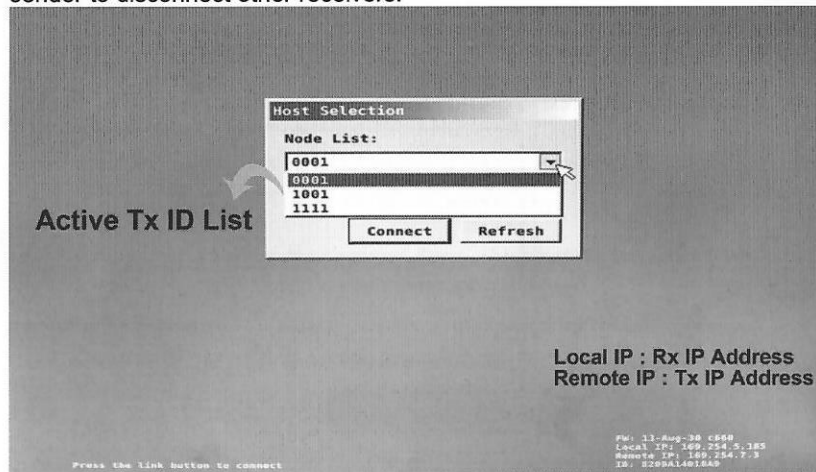 sender to disconnect other receivers.
Host Selection
Node List:
0001
0001
1001
1111
Active Tx ID List
Connect Refresh
Local IP : Rx IP Address
Remote IP : Tx IP Address
FW: 11-Aug-30
Local IP: 169.254.5.185
Remote IP: 169.254.7.3
ID:
Press the link button to connect